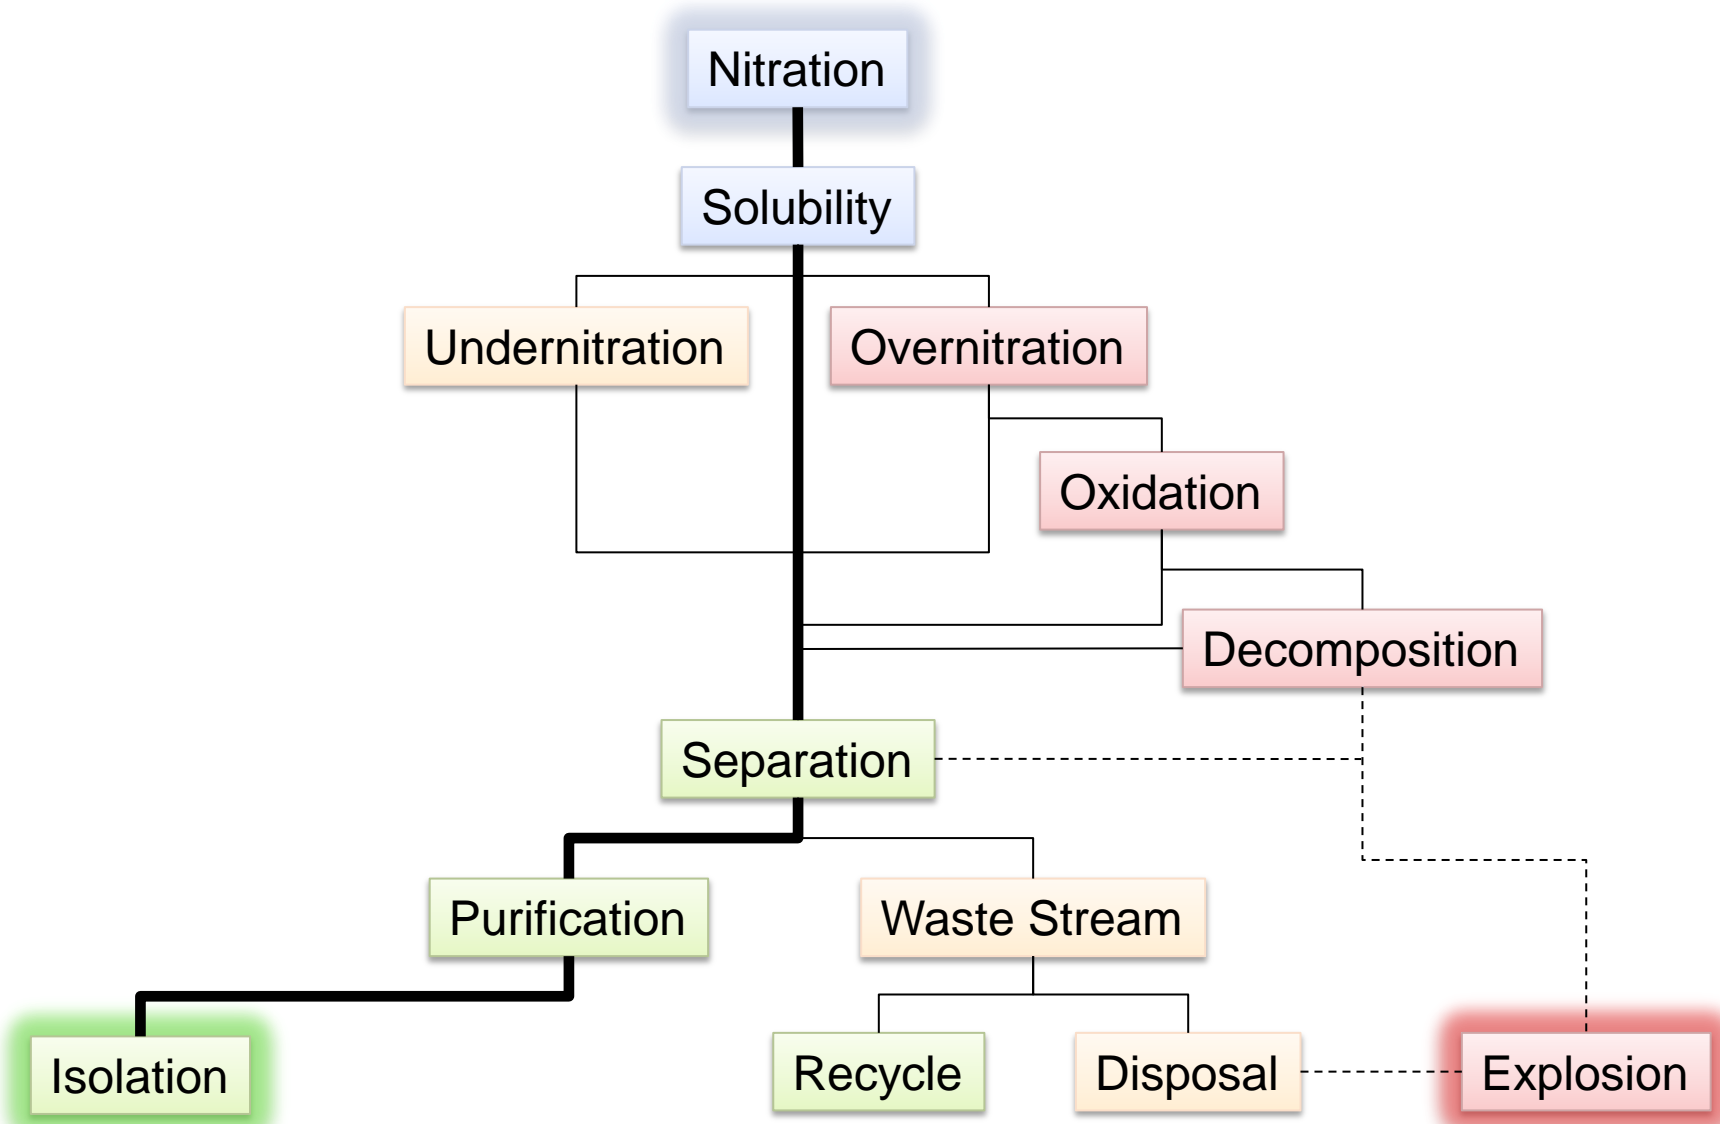 Nitration
Solubility
Undernitration
Overnitration
Oxidation
Decomposition
Separation
Purification
Waste Stream
Isolation
Recycle
Disposal
Explosion